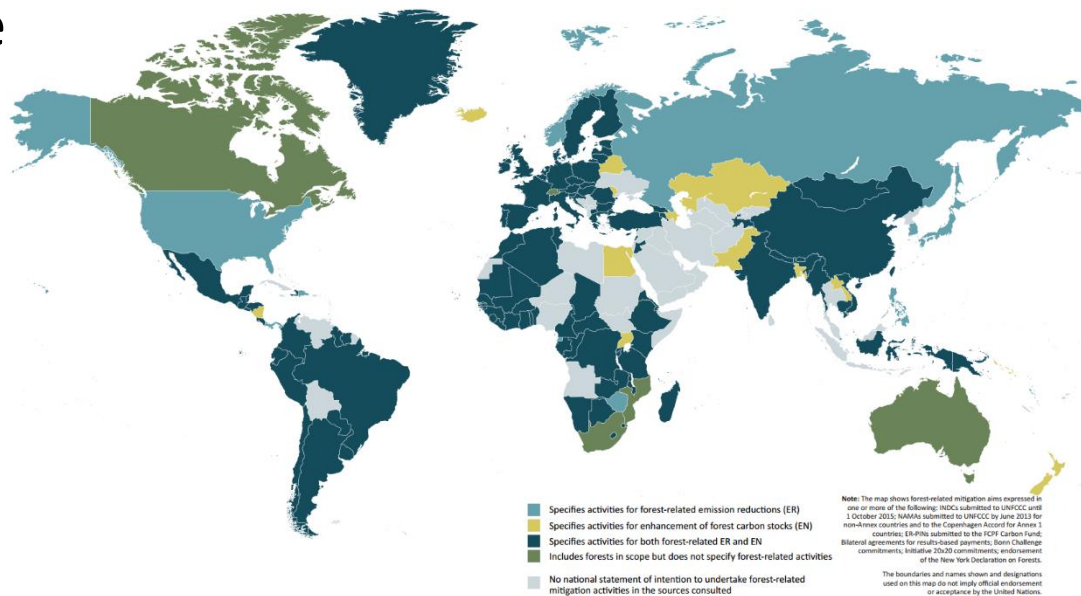 e
Specifies activities for forest-related emission reductions (ER)
Specifies activities for enhancement of forest carbon stocks (EN)
Specifies activities for both forest-related ER and EN
Includes forests in scope but does not specify forest-related activities
No national statement of intention to undertake forest-related
mitigation activities in the sources consulted
Note: The map shows forest-related mitigation aims expressed in
one or more of the following: INDCs submitted to UNFCCC until
1 October 2015; NAMAs submitted to UNFCCC by June 2013 for
non-Annex countries and to the Copenhagen Accord for Annex 1
countries; ER-PINs submitted to the FCPF Carbon Fund;
Bilateral agreements for results-based payments; Bonn Challenge
commitments; Initiative 20x20 commitments; endorsement
of the New York Declaration on Forests.
The boundaries and names shown and designations
used on this map do not imply official endorsement
or acceptance by the United Nations.